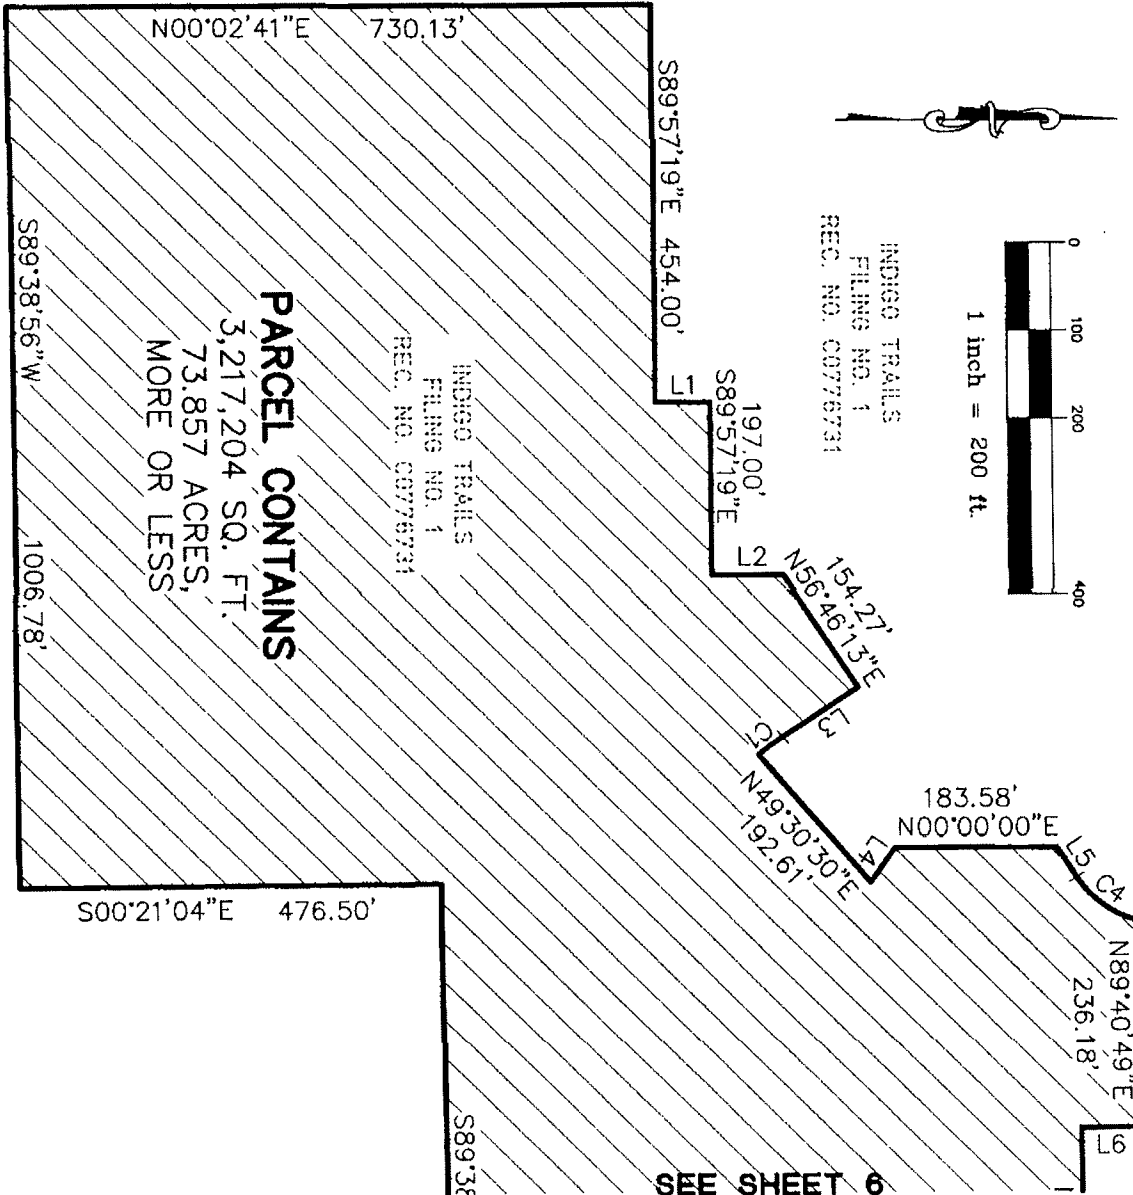 N00°02'41"E 730.13'
S89°57'19"E 454.00'
L1
197.00'
S89°57'19"E
L2
154.27'
N56°46'13"E
L3
C7
N49°30'30"E
192.61'
L4
183.58'
N00°00'00"E
L5
C4
N89°40'49"E
236.18'
L6
INDIGO TRAILS
FILING NO. 1
REC. NO. C0776731
0
100
200
400
1 inch = 200 ft.
INDIGO TRAILS
FILING NO. 1
REC. NO. C0776731
PARCEL CONTAINS
3,217,204 SQ. FT.
73.857 ACRES,
MORE OR LESS
S89°38'56"W 1006.78'
S00°21'04"E 476.50'
S89°38
SEE SHEET 6